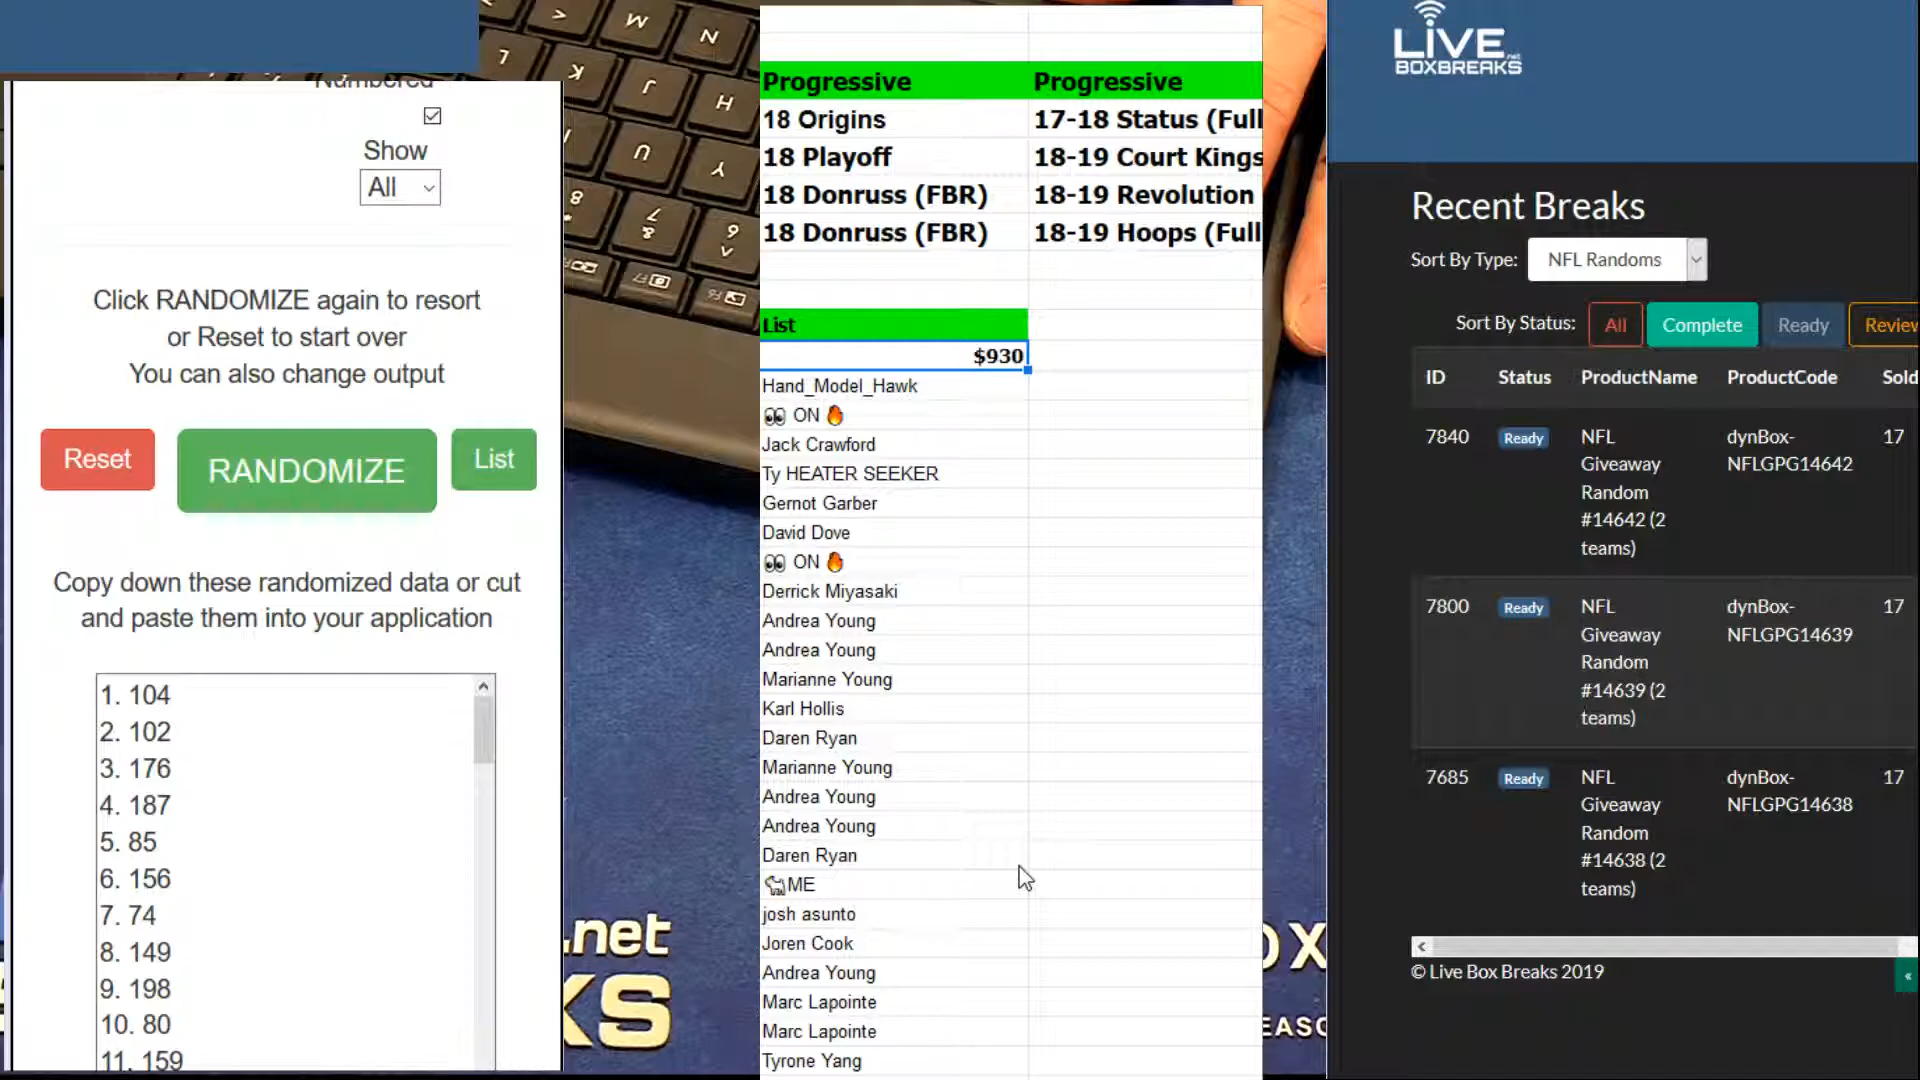 Numbered
Show
All
Click RANDOMIZE again to resort
or Reset to start over
You can also change output
Reset
RANDOMIZE
List
Copy down these randomized data or cut
and paste them into your application
1. 104
2. 102
3. 176
4. 187
5. 85
6. 156
7. 74
8. 149
9. 198
10. 80
11. 159
.net
KS
Progressive Progressive
18 Origins 17-18 Status (Full
18 Playoff 18-19 Court Kings
18 Donruss (FBR) 18-19 Revolution
18 Donruss (FBR) 18-19 Hoops (Full
List
$930
Hand_Model_Hawk
👀 ON 🔥
Jack Crawford
Ty HEATER SEEKER
Gernot Garber
David Dove
👀 ON 🔥
Derrick Miyasaki
Andrea Young
Andrea Young
Marianne Young
Karl Hollis
Daren Ryan
Marianne Young
Andrea Young
Andrea Young
Daren Ryan
🐐ME
josh asunto
Joren Cook
Andrea Young
Marc Lapointe
Marc Lapointe
Tyrone Yang
OX
EASO
LIVE.net
BOXBREAKS
Recent Breaks
Sort By Type: NFL Randoms
Sort By Status: All Complete Ready Review
ID Status ProductName ProductCode Sold
7840 Ready NFL dynBox- 17
Giveaway NFLGPG14642
Random
#14642 (2
teams)
7800 Ready NFL dynBox- 17
Giveaway NFLGPG14639
Random
#14639 (2
teams)
7685 Ready NFL dynBox- 17
Giveaway NFLGPG14638
Random
#14638 (2
teams)
© Live Box Breaks 2019